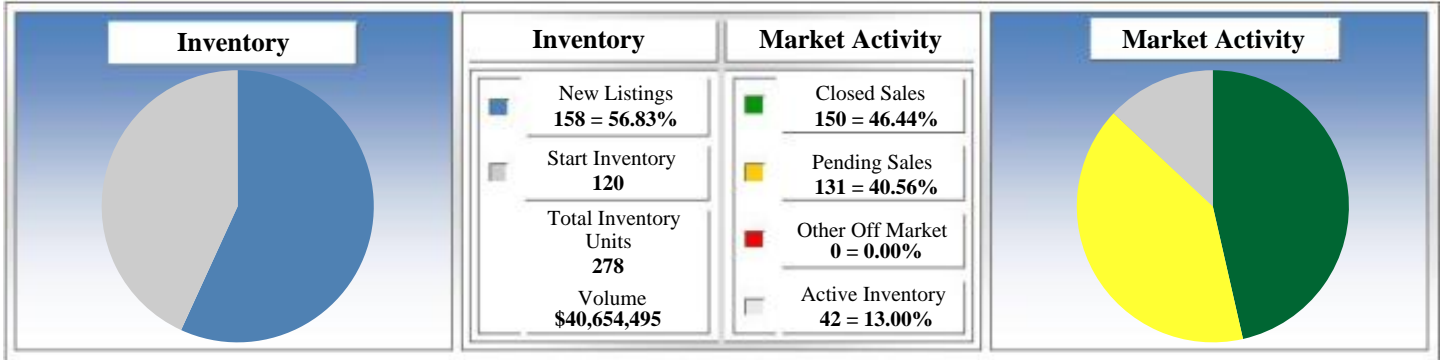 Inventory
Inventory
Market Activity
New Listings
158 = 56.83%
Start Inventory
120
Total Inventory
Units
278
Volume
$40,654,495
Closed Sales
150 = 46.44%
Pending Sales
131 = 40.56%
Other Off Market
0 = 0.00%
Active Inventory
42 = 13.00%
Market Activity